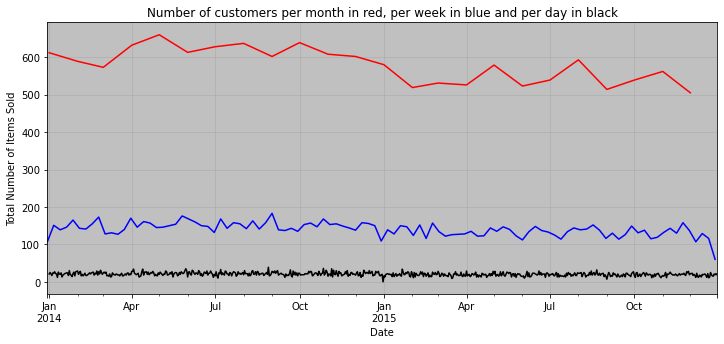 Number of customers per month in red, per week in blue and per day in black
Total Number of Items Sold
600
500
400
300
200
100
0
Jan
2014
Apr
Jul
Oct
Jan
2015
Apr
Jul
Oct
Date